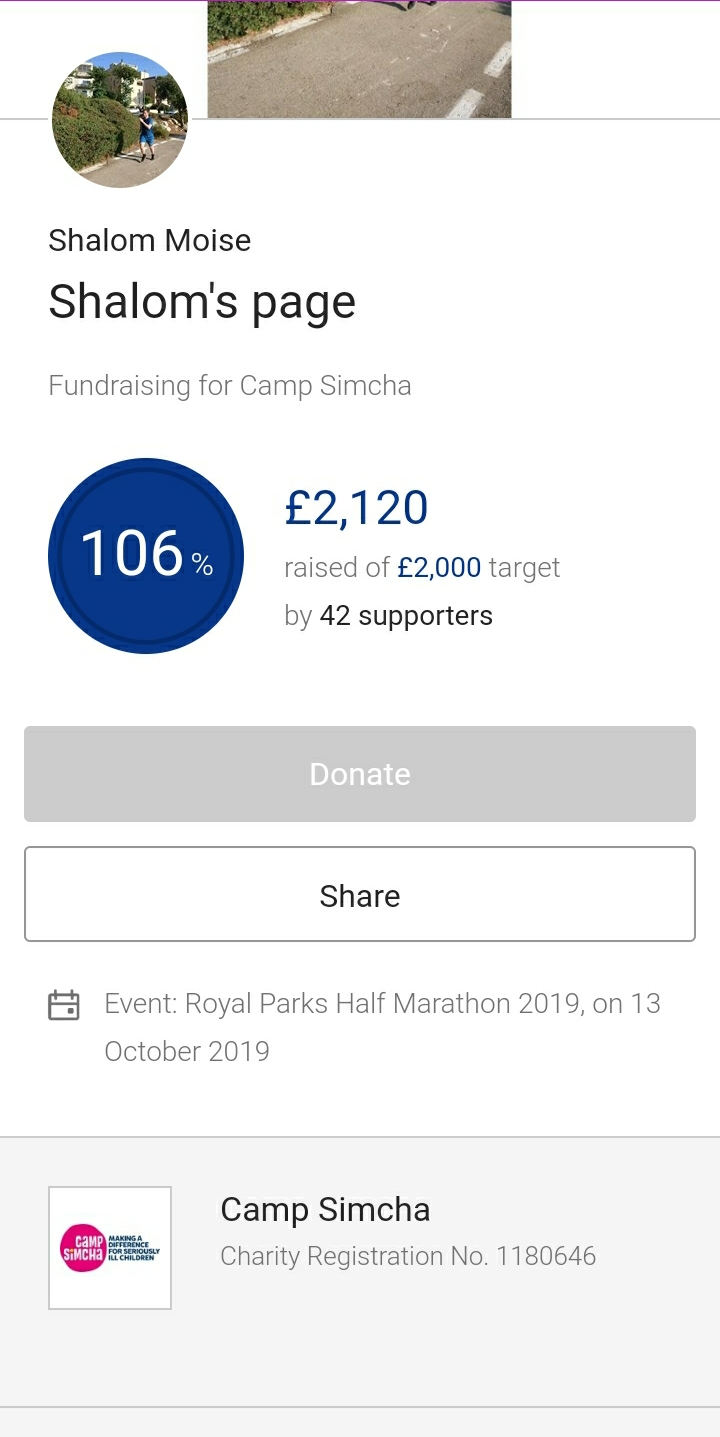 Shalom Moise
Shalom's page
Fundraising for Camp Simcha
106 %
£2,120
raised of £2,000 target
by 42 supporters
Donate
Share
Event: Royal Parks Half Marathon 2019, on 13
October 2019
CAMP
SiMCHa
MAKING A
DIFFERENCE
FOR SERIOUSLY
ILL CHILDREN
Camp Simcha
Charity Registration No. 1180646